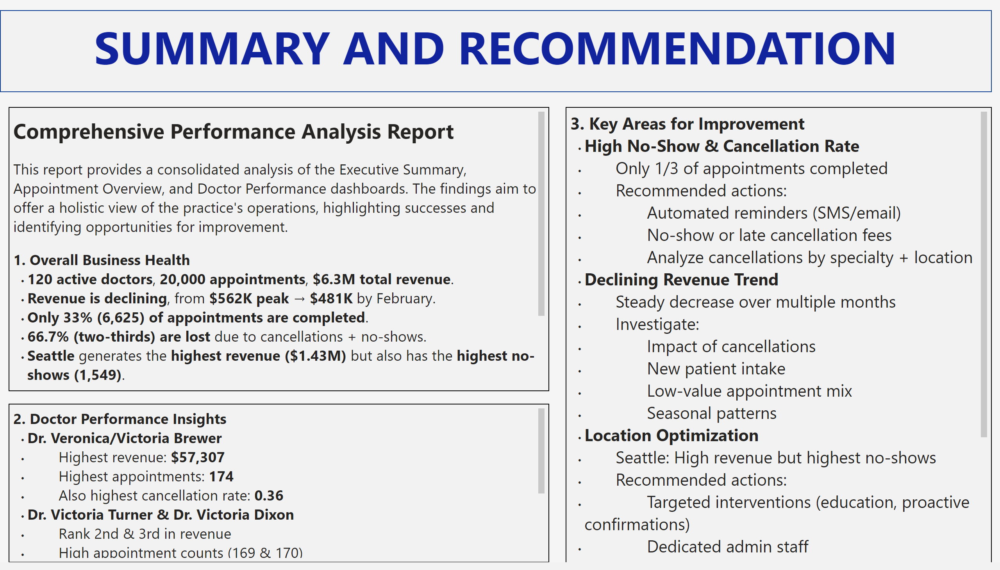 SUMMARY AND RECOMMENDATION
Comprehensive Performance Analysis Report
This report provides a consolidated analysis of the Executive Summary,
Appointment Overview, and Doctor Performance dashboards. The findings aim to
offer a holistic view of the practice's operations, highlighting successes and
identifying opportunities for improvement.
1. Overall Business Health
• 120 active doctors, 20,000 appointments, $6.3M total revenue.
• Revenue is declining, from $562K peak → $481K by February.
• Only 33% (6,625) of appointments are completed.
• 66.7% (two-thirds) are lost due to cancellations + no-shows.
• Seattle generates the highest revenue ($1.43M) but also has the highest no-
shows (1,549).
2. Doctor Performance Insights
• Dr. Veronica/Victoria Brewer
• Highest revenue: $57,307
• Highest appointments: 174
• Also highest cancellation rate: 0.36
• Dr. Victoria Turner & Dr. Victoria Dixon
• Rank 2nd & 3rd in revenue
• High appointment counts (169 & 170)
3. Key Areas for Improvement
• High No-Show & Cancellation Rate
• Only 1/3 of appointments completed
• Recommended actions:
• Automated reminders (SMS/email)
• No-show or late cancellation fees
• Analyze cancellations by specialty + location
• Declining Revenue Trend
• Steady decrease over multiple months
• Investigate:
• Impact of cancellations
• New patient intake
• Low-value appointment mix
• Seasonal patterns
• Location Optimization
• Seattle: High revenue but highest no-shows
• Recommended actions:
• Targeted interventions (education, proactive
confirmations)
• Dedicated admin staff